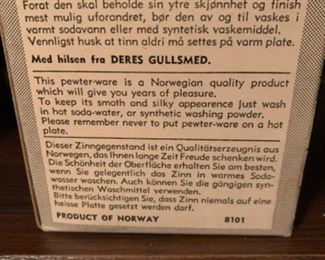 Forat den skal beholde sin ytre skjønnhet og finish
mest mulig uforandret, bør den av og til vaskes i
varmt sodavann eller med syntetisk vaskemiddel.
Vennligst husk at tinn aldri må settes på varm plate.
Med hilsen fra DERES GULLSMED.
This pewter-ware is a Norwegian quality product
which will give you years of pleasure.
To keep its smoth and silky appearence just wash
in hot soda-water, or synthetic washing powder.
Please remember never to put pewter-ware on a hot
plate.
Dieser Zinngegenstand ist ein Qualitätserzeugnis aus
Norwegen, das Ihnen lange Zeit Freude schenken wird.
Die Schönheit der Oberfläche erhalten Sie am besten,
wenn Sie gelegentlich das Zinn in warmes Soda-
wasser waschen. Auch können Sie die gängigen syn-
thetischen Waschmittel verwenden.
Bitte berücksichtigen Sie, dass Zinn niemals auf eine
heisse Platte gesetzt werden darf.
PRODUCT OF NORWAY 8101